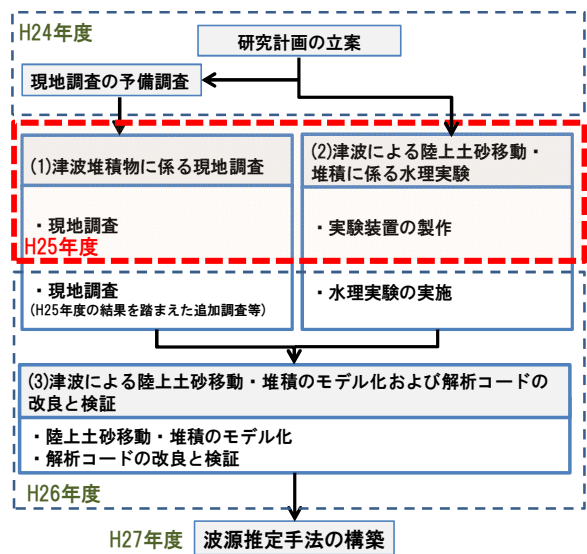 H24年度
研究計画の立案
現地調査の予備調査
(1)津波堆積物に係る現地調査
・現地調査
H25年度
(2)津波による陸上土砂移動・
堆積に係る水理実験
・実験装置の製作
・現地調査
(H25年度の結果を踏まえた追加調査等)
・水理実験の実施
(3)津波による陸上土砂移動・堆積のモデル化および解析コードの
改良と検証
・陸上土砂移動・堆積のモデル化
・解析コードの改良と検証
H26年度
H27年度
波源推定手法の構築